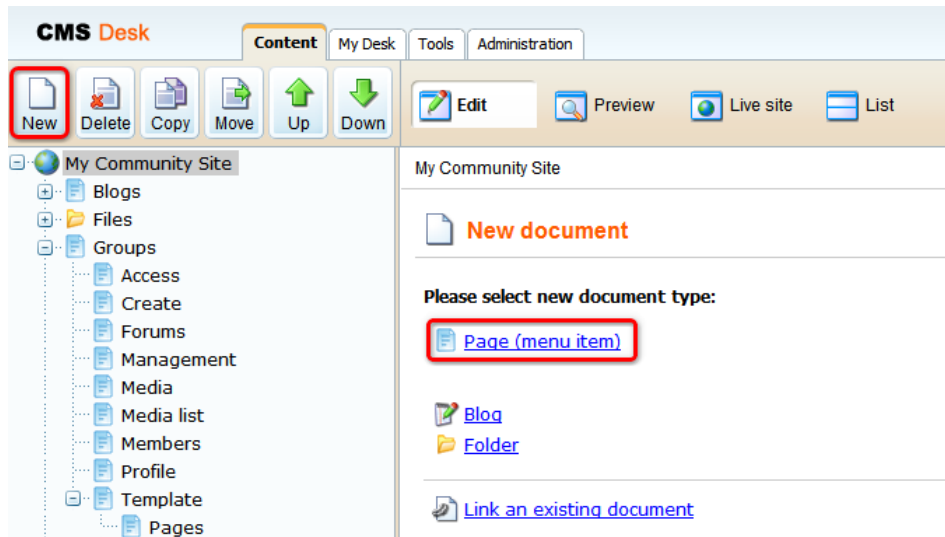 CMS Desk
Content My Desk Tools Administration
New Delete Copy Move Up Down
Edit Preview Live site List
My Community Site
Blogs
Files
Groups
Access
Create
Forums
Management
Media
Media list
Members
Profile
Template
Pages
My Community Site
New document
Please select new document type:
Page (menu item)
Blog
Folder
Link an existing document